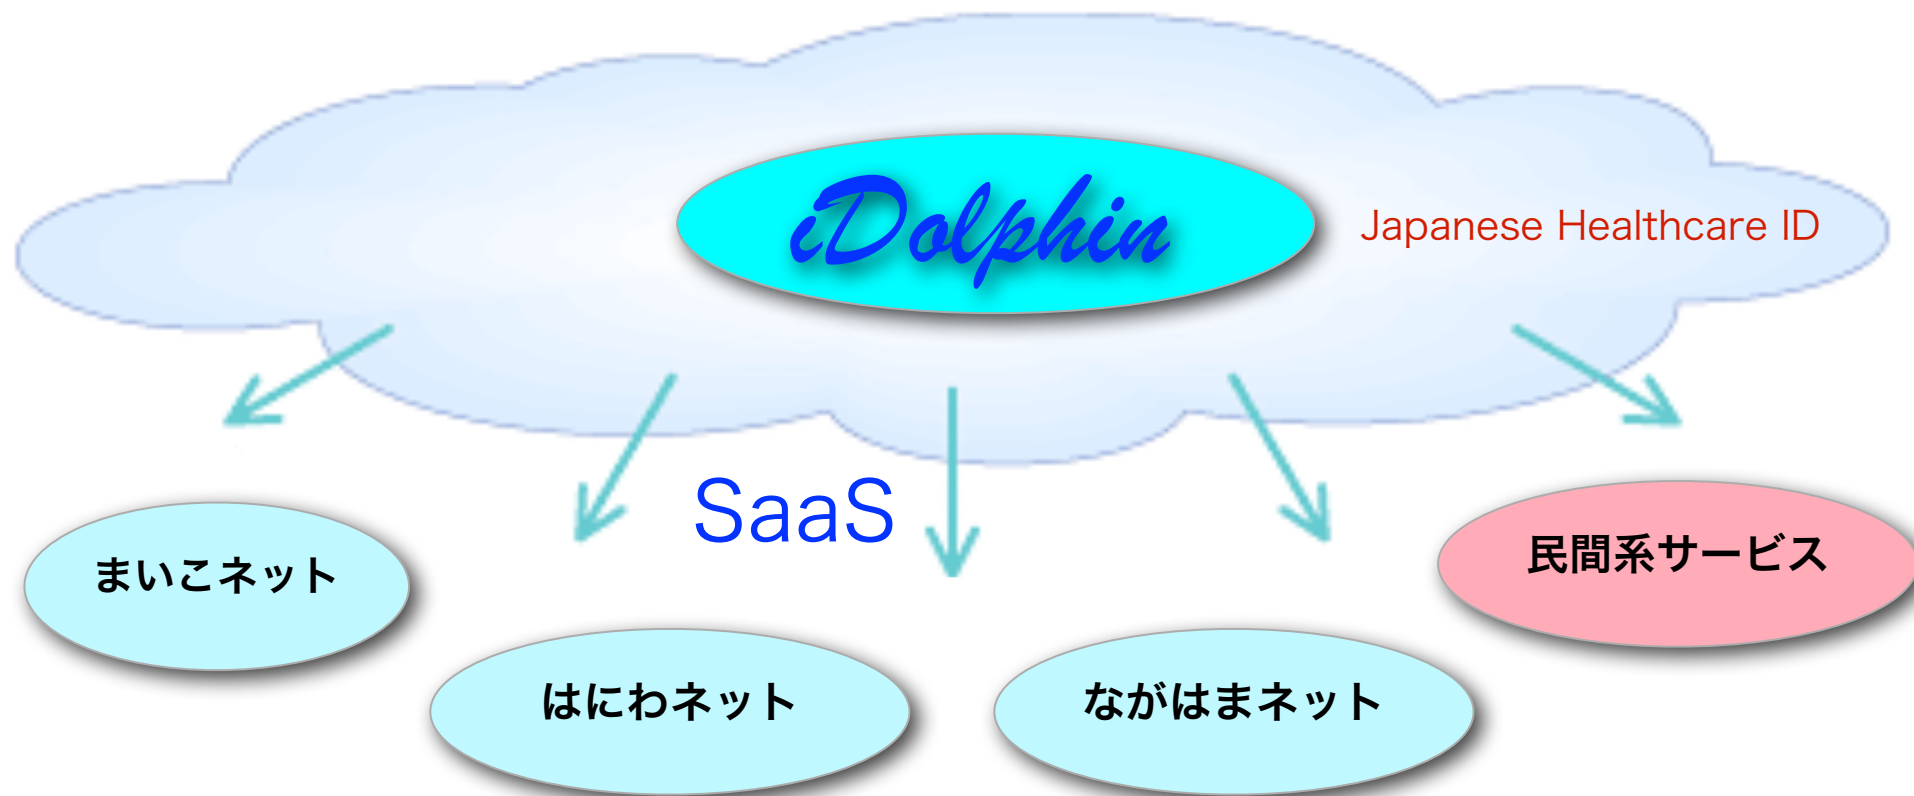 iDolphin
Japanese Healthcare ID
SaaS
まいこネット
民間系サービス
はにわネット
ながはまネット